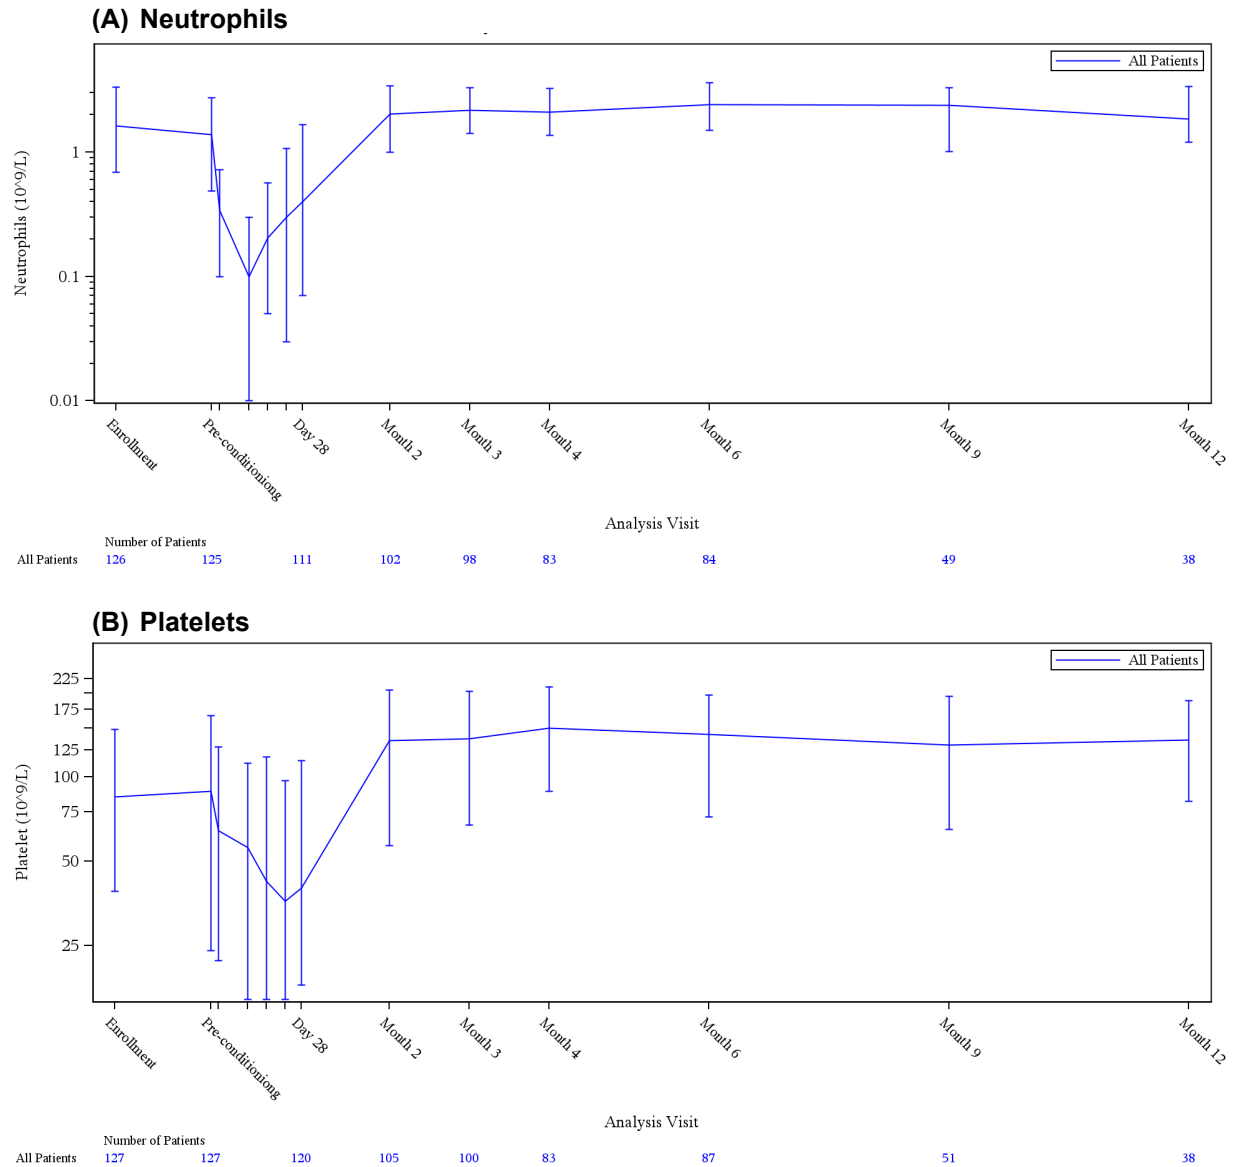 (A) Neutrophils
All Patients
Neutrophils (10^9/L)
1
0.1
0.01
Enrollment
Pre-conditioniong
Day 28
Month 2
Month 3
Month 4
Month 6
Month 9
Month 12
Analysis Visit
Number of Patients
All Patients 126 125 111 102 98 83 84 49 38
(B) Platelets
All Patients
Platelet (10^9/L)
225
175
125
100
75
50
25
Enrollment
Pre-conditioniong
Day 28
Month 2
Month 3
Month 4
Month 6
Month 9
Month 12
Analysis Visit
Number of Patients
All Patients 127 127 120 105 100 83 87 51 38